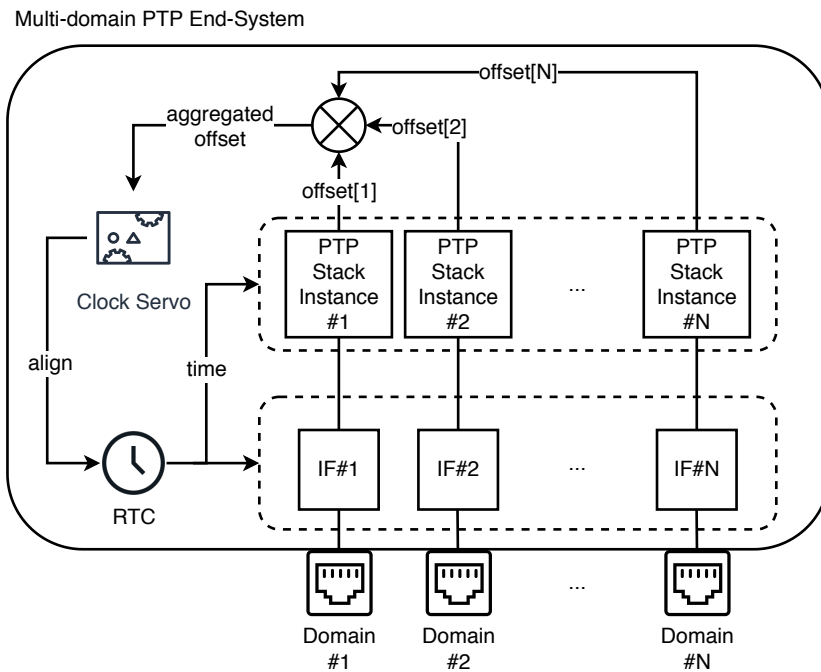 Multi-domain PTP End-System
offset[N]
aggregated
offset
offset[2]
offset[1]
PTP
Stack
Instance
#1
PTP
Stack
Instance
#2
...
PTP
Stack
Instance
#N
Clock Servo
align
time
IF#1
IF#2
...
IF#N
RTC
Domain
#1
Domain
#2
...
Domain
#N